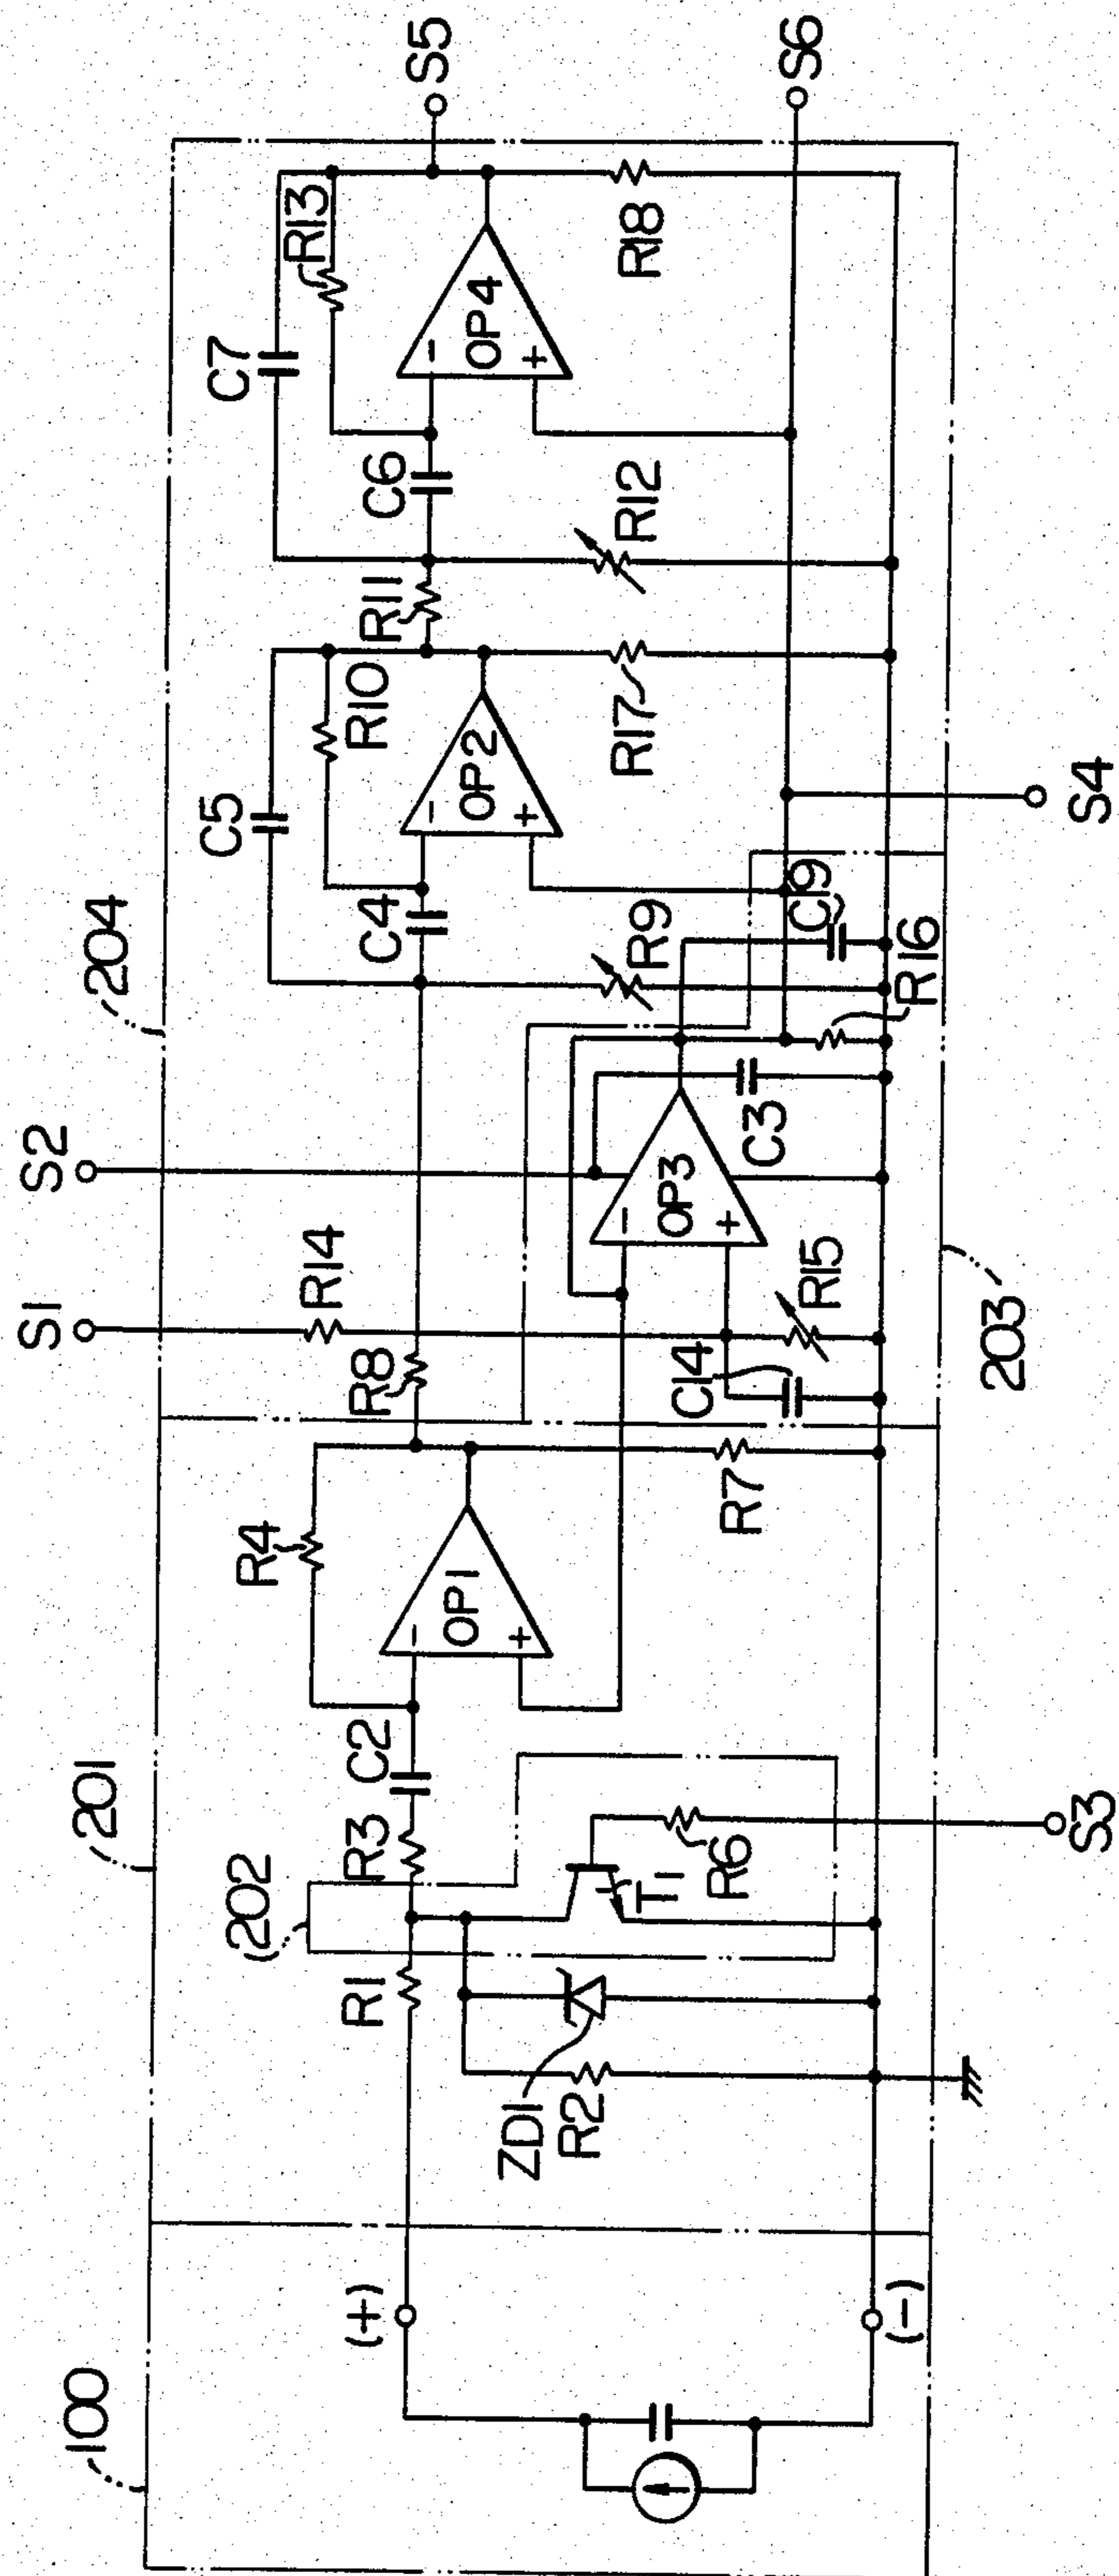 100
(+)
(-)
201
202
R1
R2
ZD1
R3
C2
R4
OP1
-
+
T1
R6
S3
R7
S1
R14
S2
R8
C14
R15
OP3
-
+
C3
R16
C19
203
204
R9
C4
C5
R10
OP2
-
+
R17
S4
R11
R12
C6
C7
R13
OP4
-
+
R18
S5
S6